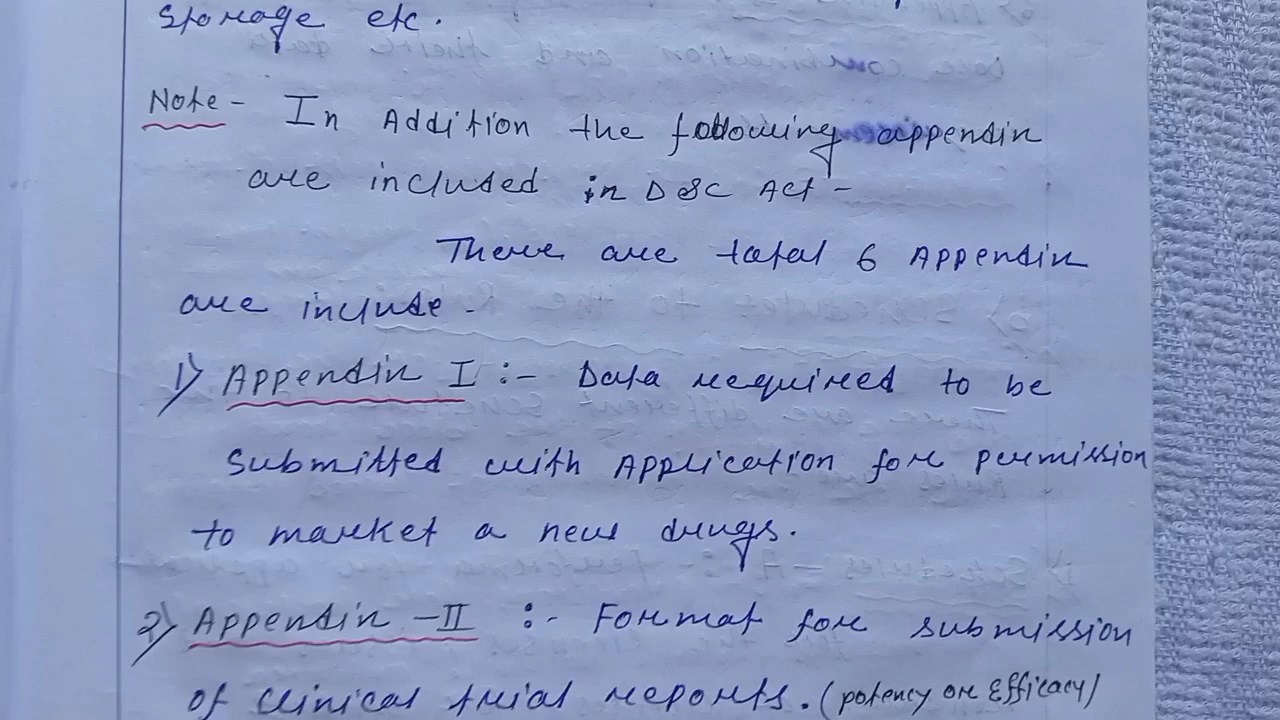 Storage etc.
Note - In Addition the following appendix
are included in D&C Act -
There are total 6 Appendix
are include.
1) Appendix I :- Data required to be
Submitted with Application for permission
to market a new drugs.
2) Appendix -II :- Format for submission
of clinical trial reports. (potency or Efficacy)